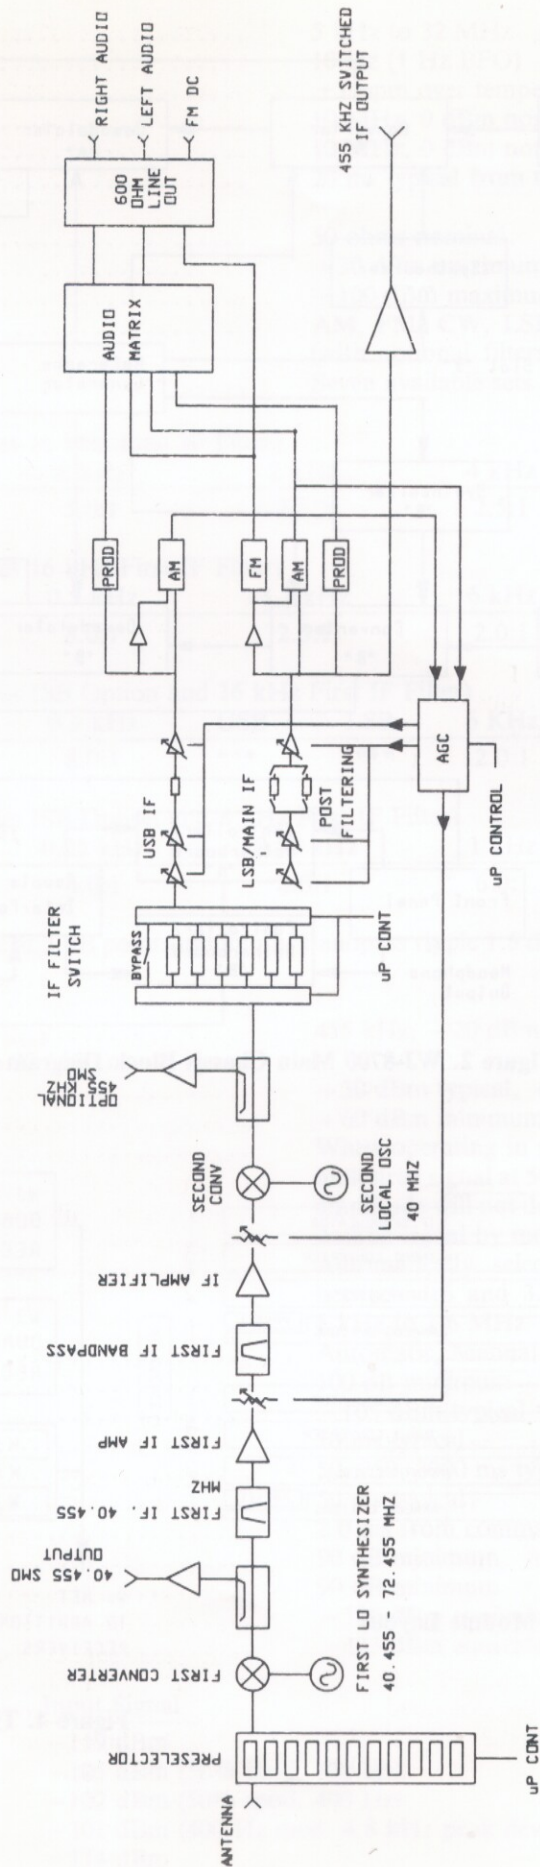 ANTENNA
PRESELECTOR
uP CONT
FIRST CONVERTER
FIRST LO SYNTHESIZER
40.455 - 72.455 MHZ
40.455 SMO
OUTPUT
FIRST IF, 40.455
MHZ
FIRST IF AMP
FIRST IF BANDPASS
IF AMPLIFIER
SECOND
CONV
SECOND
LOCAL OSC
40 MHZ
OPTIONAL
455 KHZ
SMO
IF FILTER
SWITCH
BYPASS
uP CONT
USB IF
LSB/MAIN IF
POST
FILTERING
AGC
uP CONTROL
PROD
AM
FM
AM
PROD
AUDIO
MATRIX
600
OHM
LINE
OUT
RIGHT AUDIO
LEFT AUDIO
FM DC
455 KHZ SWITCHED
IF OUTPUT